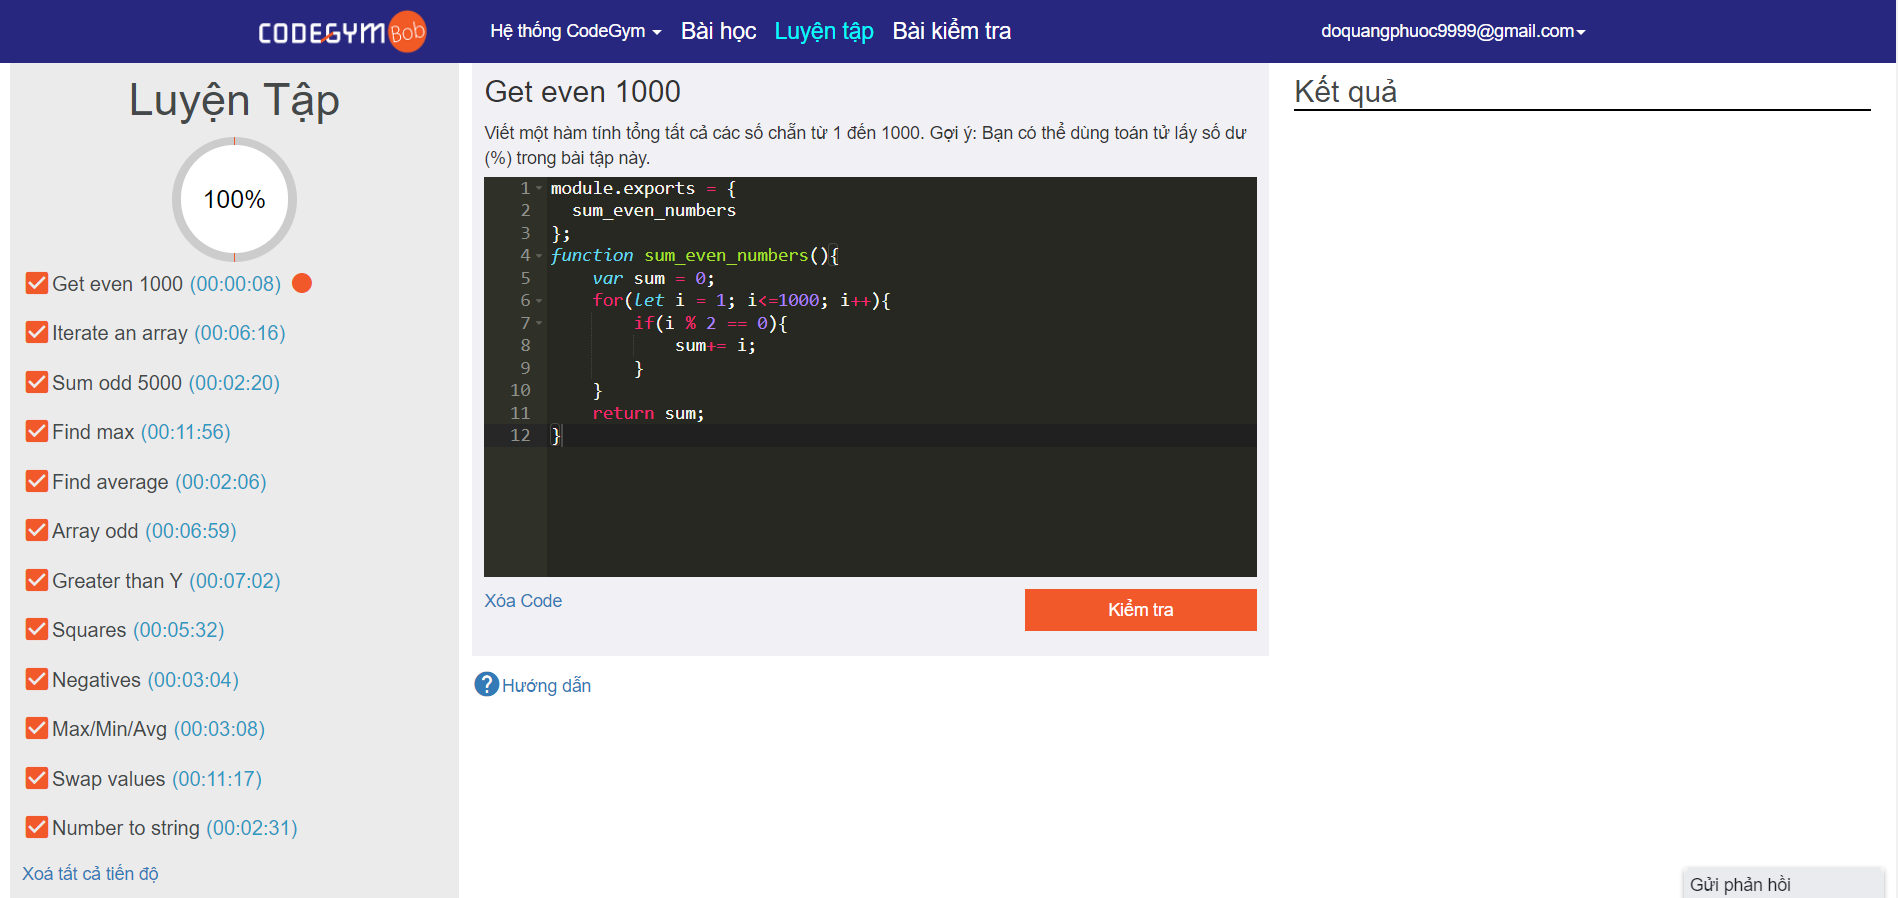 CODEGYM Bob
Hệ thống CodeGym
Bài học
Luyện tập
Bài kiểm tra
doquangphuoc9999@gmail.com
Luyện Tập
100%
Get even 1000 (00:00:08)
Iterate an array (00:06:16)
Sum odd 5000 (00:02:20)
Find max (00:11:56)
Find average (00:02:06)
Array odd (00:06:59)
Greater than Y (00:07:02)
Squares (00:05:32)
Negatives (00:03:04)
Max/Min/Avg (00:03:08)
Swap values (00:11:17)
Number to string (00:02:31)
Xoá tất cả tiến độ
Get even 1000
Viết một hàm tính tổng tất cả các số chẵn từ 1 đến 1000. Gợi ý: Bạn có thể dùng toán tử lấy số dư
(%) trong bài tập này.
1 module.exports = {
2 sum_even_numbers
3 };
4 function sum_even_numbers(){
5 var sum = 0;
6 for(let i = 1; i<=1000; i++){
7 if(i % 2 == 0){
8 sum+= i;
9 }
10 }
11 return sum;
12 }
Xóa Code
Kiểm tra
? Hướng dẫn
Kết quả
Gửi phản hồi